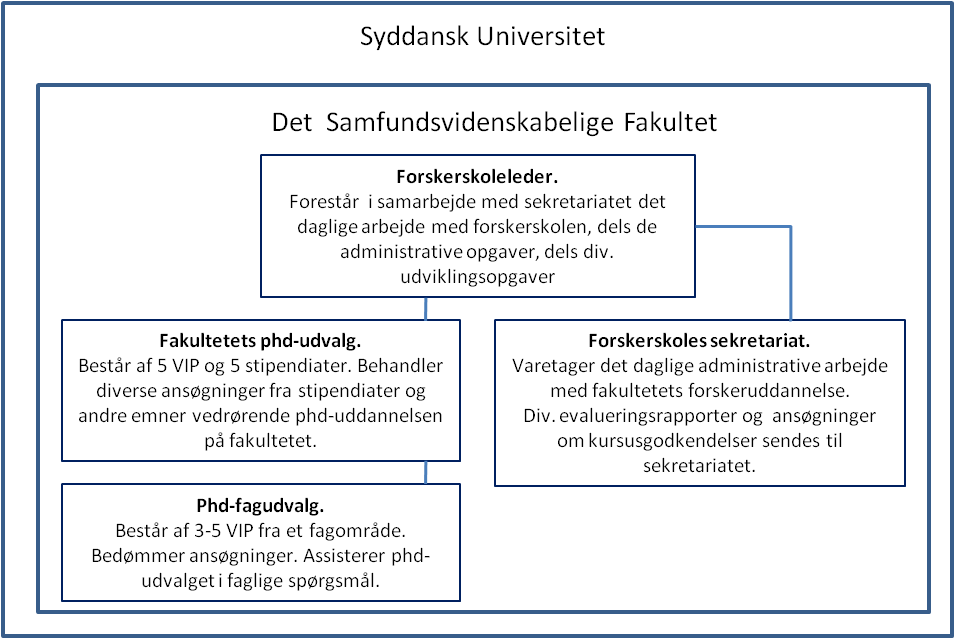 Syddansk Universitet
Det Samfundsvidenskabelige Fakultet
Forskerskoleleder.
Forestår i samarbejde med sekretariatet det
daglige arbejde med forskerskolen, dels de
administrative opgaver, dels div.
udviklingsopgaver
Fakultetets phd-udvalg.
Består af 5 VIP og 5 stipendiater. Behandler
diverse ansøgninger fra stipendiater og
andre emner vedrørende phd-uddannelsen
på fakultetet.
Forskerskoles sekretariat.
Varetager det daglige administrative arbejde
med fakultetets forskeruddannelse.
Div. evalueringsrapporter og ansøgninger
om kursusgodkendelser sendes til
sekretariatet.
Phd-fagudvalg.
Består af 3-5 VIP fra et fagområde.
Bedømmer ansøgninger. Assisterer phd-
udvalget i faglige spørgsmål.